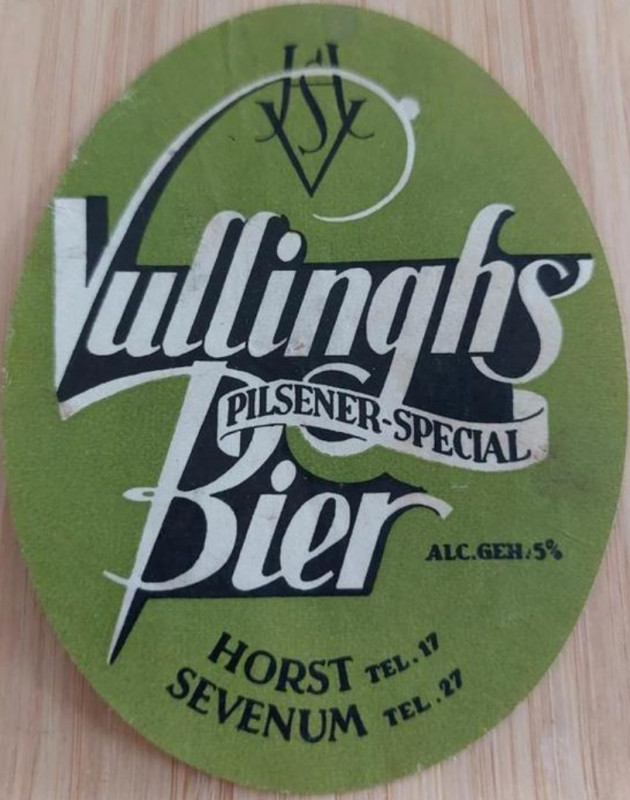 Vullinghs
PILSENER-SPECIAL
Bier
ALC.GEH.5%
HORST TEL.17
SEVENUM TEL.27